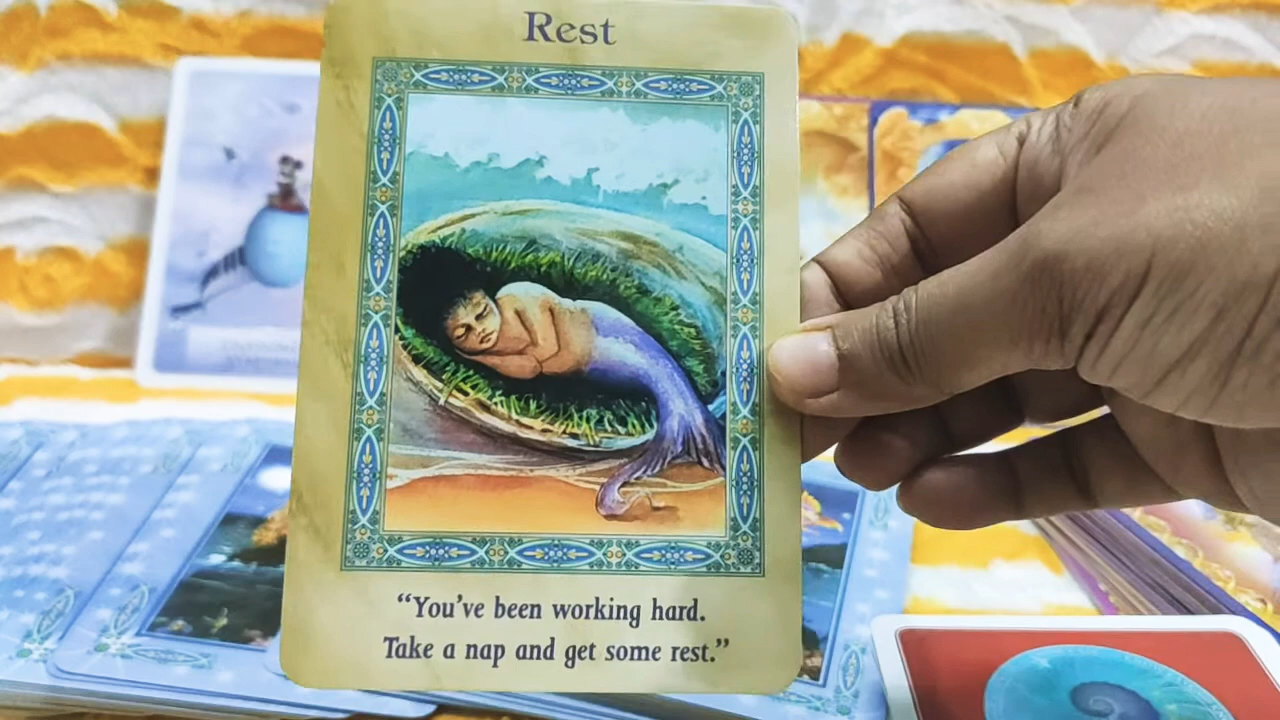 Rest
“You’ve been working hard.
Take a nap and get some rest.”